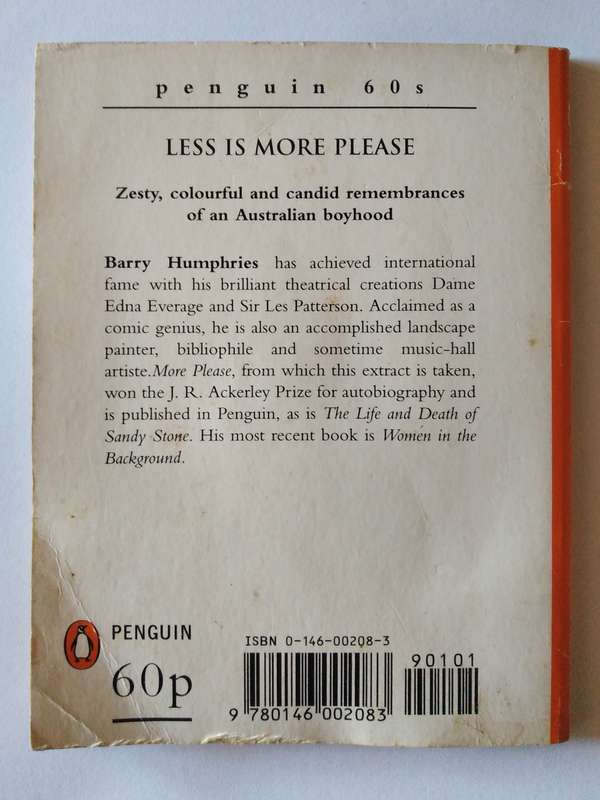 penguin 60s
LESS IS MORE PLEASE
Zesty, colourful and candid remembrances
of an Australian boyhood
Barry Humphries has achieved international
fame with his brilliant theatrical creations Dame
Edna Everage and Sir Les Patterson. Acclaimed as a
comic genius, he is also an accomplished landscape
painter, bibliophile and sometime music-hall
artiste.More Please, from which this extract is taken,
won the J. R. Ackerley Prize for autobiography and
is published in Penguin, as is The Life and Death of
Sandy Stone. His most recent book is Women in the
Background.
PENGUIN
60p
ISBN 0-146-00208-3
90101
9 780146 002083